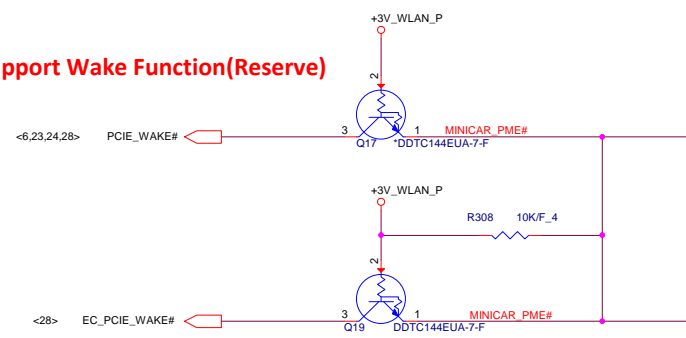 +3V_WLAN_P
pport Wake Function(Reserve)
2
<6,23,24,28> PCIE_WAKE# 3 1 MINICAR_PME#
Q17 *DDTC144EUA-7-F
+3V_WLAN_P
R308 10K/F_4
2
<28> EC_PCIE_WAKE# 3 1 MINICAR_PME#
Q19 DDTC144EUA-7-F